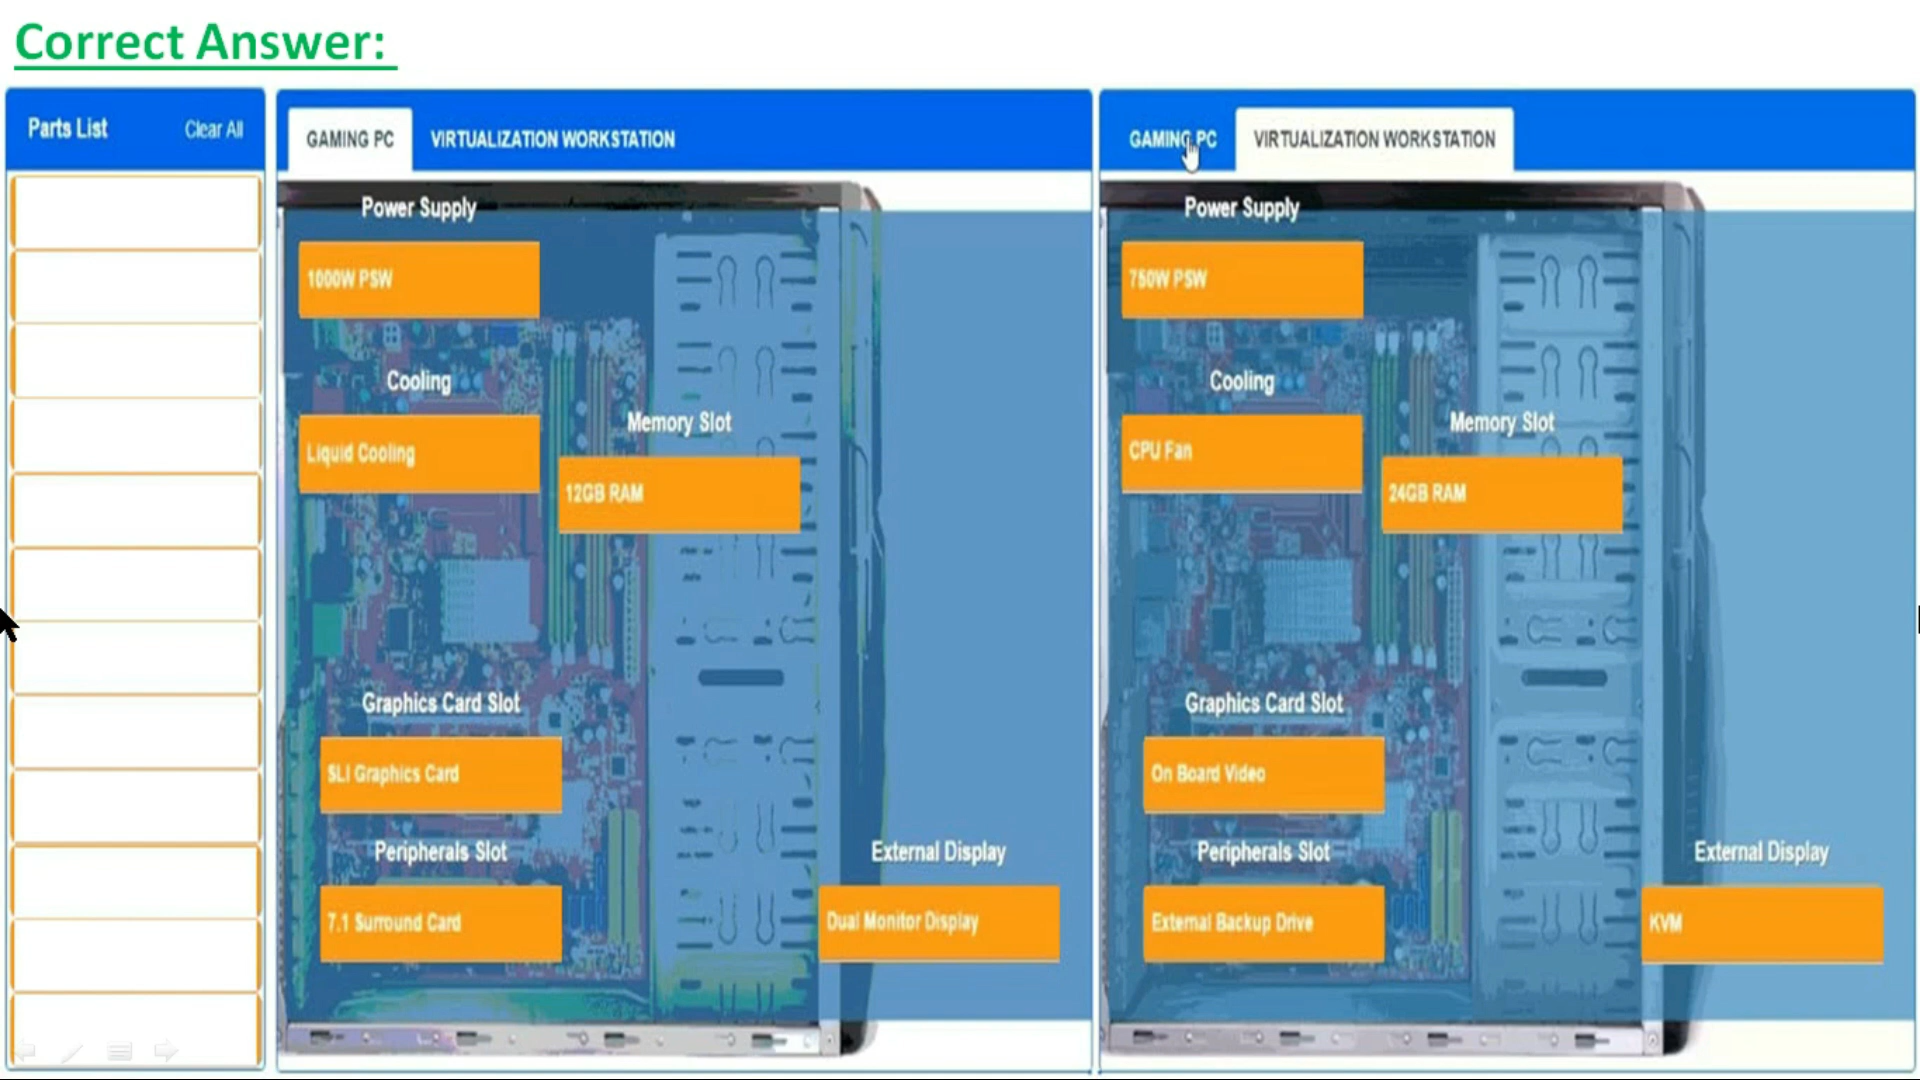 Correct Answer:
Parts List
Clear All
GAMING PC
VIRTUALIZATION WORKSTATION
Power Supply
1000W PSW
Cooling
Liquid Cooling
Memory Slot
12GB RAM
Graphics Card Slot
SLI Graphics Card
Peripherals Slot
7.1 Surround Card
External Display
Dual Monitor Display
GAMING PC
VIRTUALIZATION WORKSTATION
Power Supply
750W PSW
Cooling
CPU Fan
Memory Slot
24GB RAM
Graphics Card Slot
On Board Video
Peripherals Slot
External Backup Drive
External Display
KVM